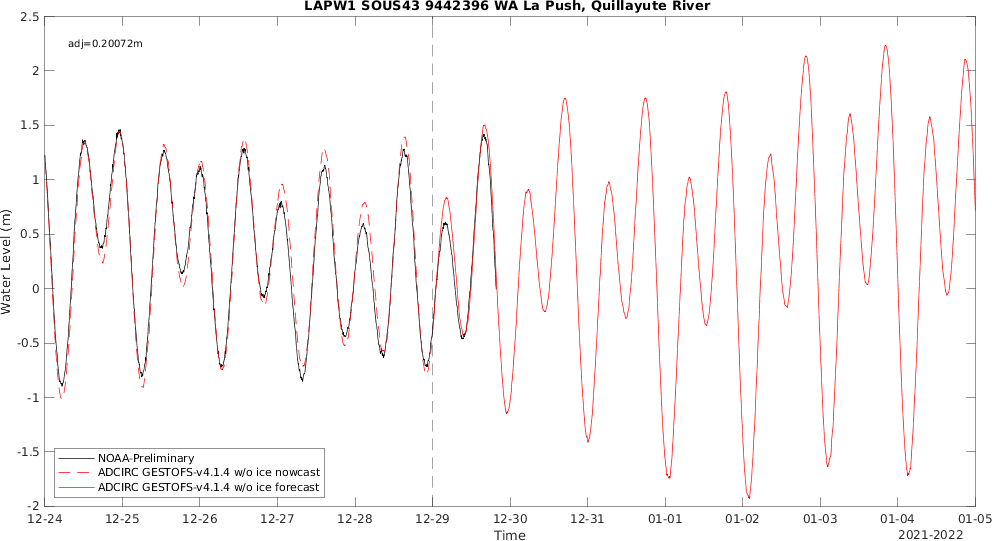 LAPW1 SOUS43 9442396 WA La Push, Quillayute River
adj=0.20072m
2.5
2
1.5
1
0.5
0
-0.5
-1
-1.5
-2
Water Level (m)
NOAA-Preliminary
ADCIRC GESTOFS-v4.1.4 w/o ice nowcast
ADCIRC GESTOFS-v4.1.4 w/o ice forecast
12-24 12-25 12-26 12-27 12-28 12-29 12-30 12-31 01-01 01-02 01-03 01-04 01-05
Time
2021-2022